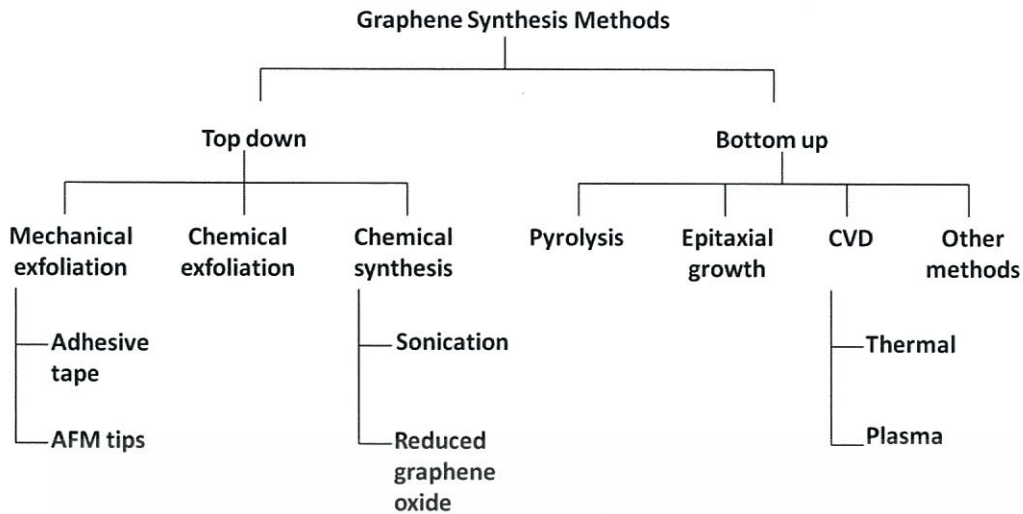 Graphene Synthesis Methods
Top down
Bottom up
Mechanical
exfoliation
Chemical
exfoliation
Chemical
synthesis
Pyrolysis
Epitaxial
growth
CVD
Other
methods
Adhesive
tape
AFM tips
Sonication
Reduced
graphene
oxide
Thermal
Plasma